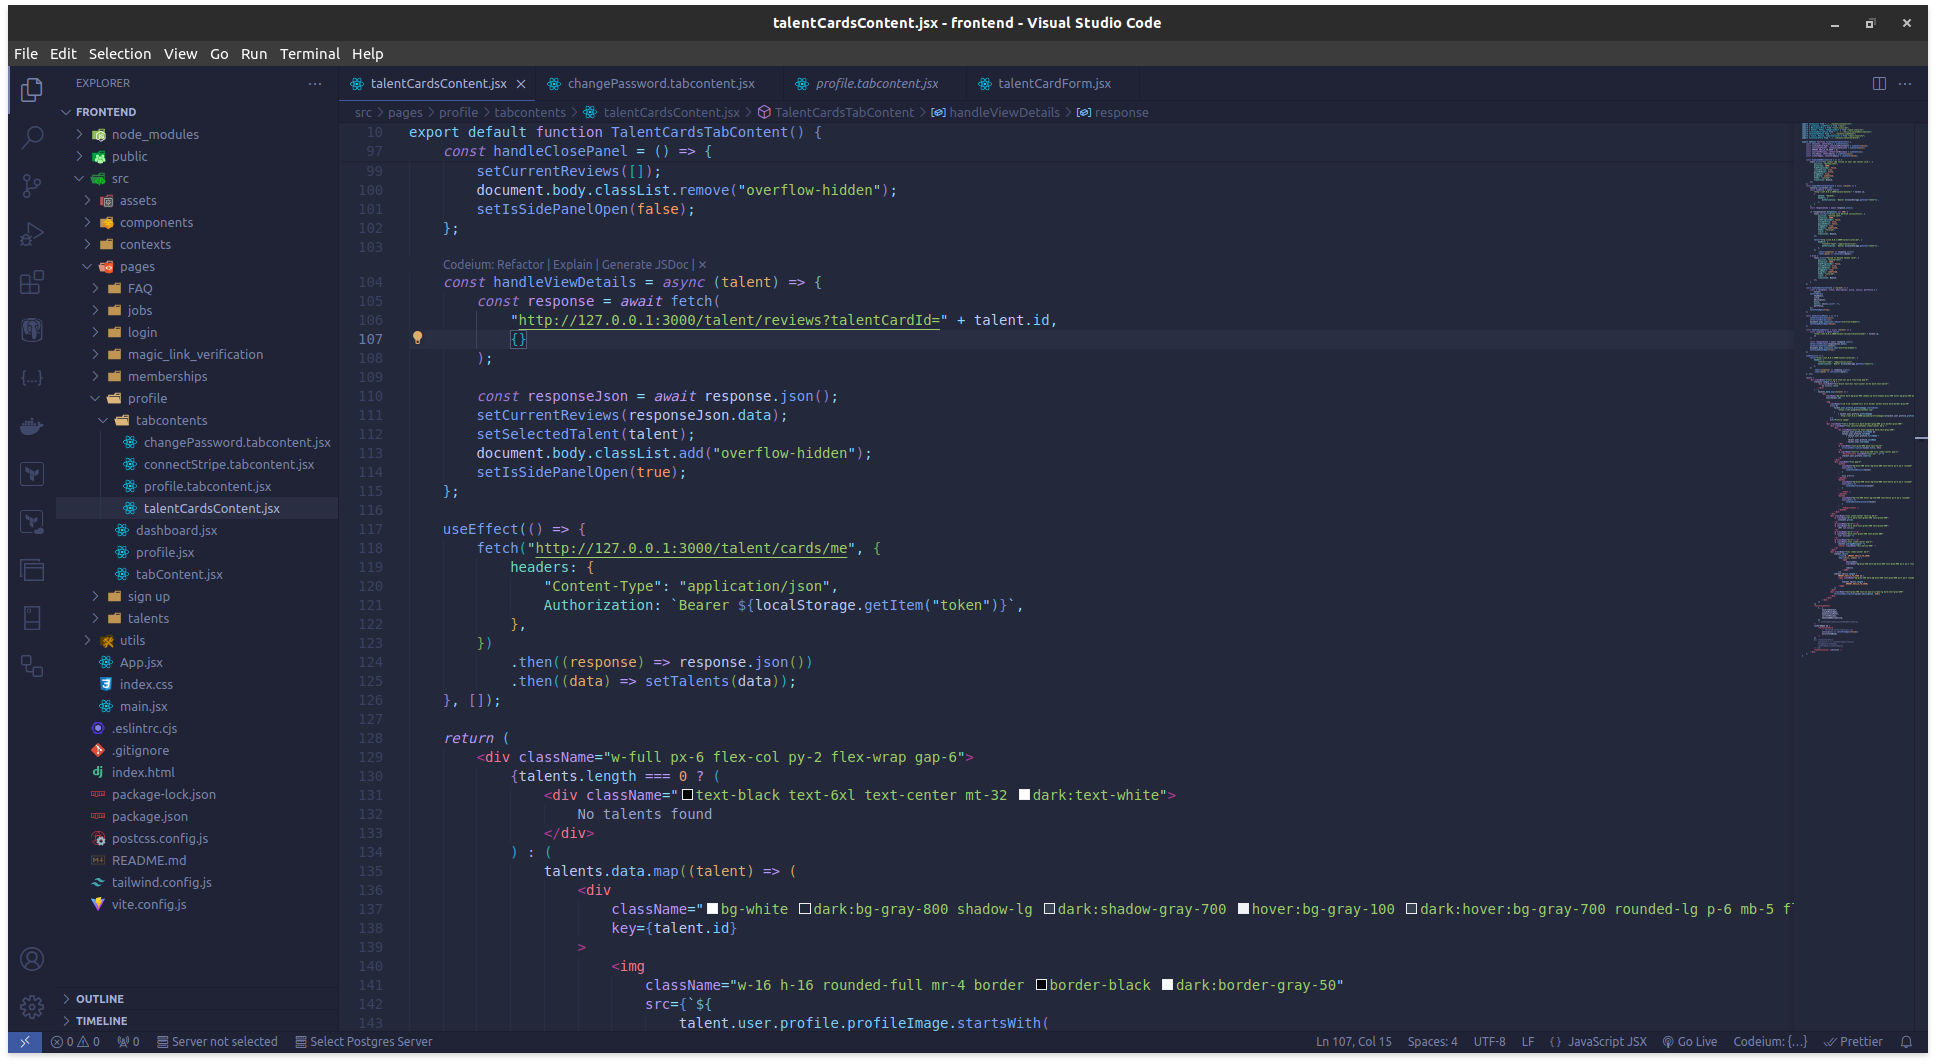 talentCardsContent.jsx - frontend - Visual Studio Code
File Edit Selection View Go Run Terminal Help
EXPLORER
FRONTEND
node_modules
public
src
assets
components
contexts
pages
FAQ
jobs
login
magic_link_verification
memberships
profile
tabcontents
changePassword.tabcontent.jsx
connectStripe.tabcontent.jsx
profile.tabcontent.jsx
talentCardsContent.jsx
dashboard.jsx
profile.jsx
tabContent.jsx
sign up
talents
utils
App.jsx
index.css
main.jsx
.eslintrc.cjs
.gitignore
index.html
package-lock.json
package.json
postcss.config.js
README.md
tailwind.config.js
vite.config.js
OUTLINE
TIMELINE
talentCardsContent.jsx changePassword.tabcontent.jsx profile.tabcontent.jsx talentCardForm.jsx
src > pages > profile > tabcontents > talentCardsContent.jsx > TalentCardsTabContent > handleViewDetails > response
10 export default function TalentCardsTabContent() {
97 const handleClosePanel = () => {
99 setCurrentReviews([]);
100 document.body.classList.remove("overflow-hidden");
101 setIsSidePanelOpen(false);
102 };
103
Codeium: Refactor | Explain | Generate JSDoc | ×
104 const handleViewDetails = async (talent) => {
105 const response = await fetch(
106 "http://127.0.0.1:3000/talent/reviews?talentCardId=" + talent.id,
107 {}
108 );
109
110 const responseJson = await response.json();
111 setCurrentReviews(responseJson.data);
112 setSelectedTalent(talent);
113 document.body.classList.add("overflow-hidden");
114 setIsSidePanelOpen(true);
115 };
116
117 useEffect(() => {
118 fetch("http://127.0.0.1:3000/talent/cards/me", {
119 headers: {
120 "Content-Type": "application/json",
121 Authorization: `Bearer ${localStorage.getItem("token")}`,
122 },
123 })
124 .then((response) => response.json())
125 .then((data) => setTalents(data));
126 }, []);
127
128 return (
129 <div className="w-full px-6 flex-col py-2 flex-wrap gap-6">
130 {talents.length === 0 ? (
131 <div className="text-black text-6xl text-center mt-32 dark:text-white">
132 No talents found
133 </div>
134 ) : (
135 talents.data.map((talent) => (
136 <div
137 className="bg-white dark:bg-gray-800 shadow-lg dark:shadow-gray-700 hover:bg-gray-100 dark:hover:bg-gray-700 rounded-lg p-6 mb-5 fl
138 key={talent.id}
139 >
140 <img
141 className="w-16 h-16 rounded-full mr-4 border border-black dark:border-gray-50"
142 src={`${
143 talent.user.profile.profileImage.startsWith(
0 0 0 Server not selected Select Postgres Server Ln 107, Col 15 Spaces: 4 UTF-8 LF {} JavaScript JSX Go Live Codeium: {...} Prettier